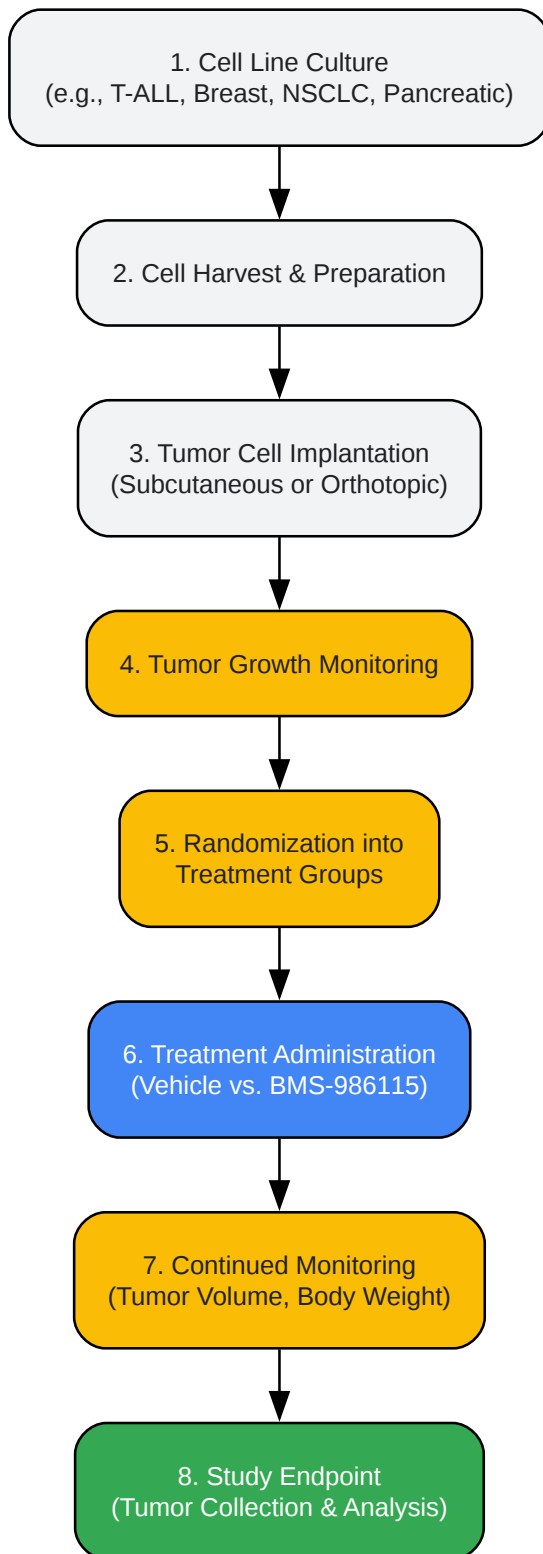 1. Cell Line Culture
(e.g., T-ALL, Breast, NSCLC, Pancreatic)
2. Cell Harvest & Preparation
3. Tumor Cell Implantation
(Subcutaneous or Orthotopic)
4. Tumor Growth Monitoring
5. Randomization into
Treatment Groups
6. Treatment Administration
(Vehicle vs. BMS-986115)
7. Continued Monitoring
(Tumor Volume, Body Weight)
8. Study Endpoint
(Tumor Collection & Analysis)